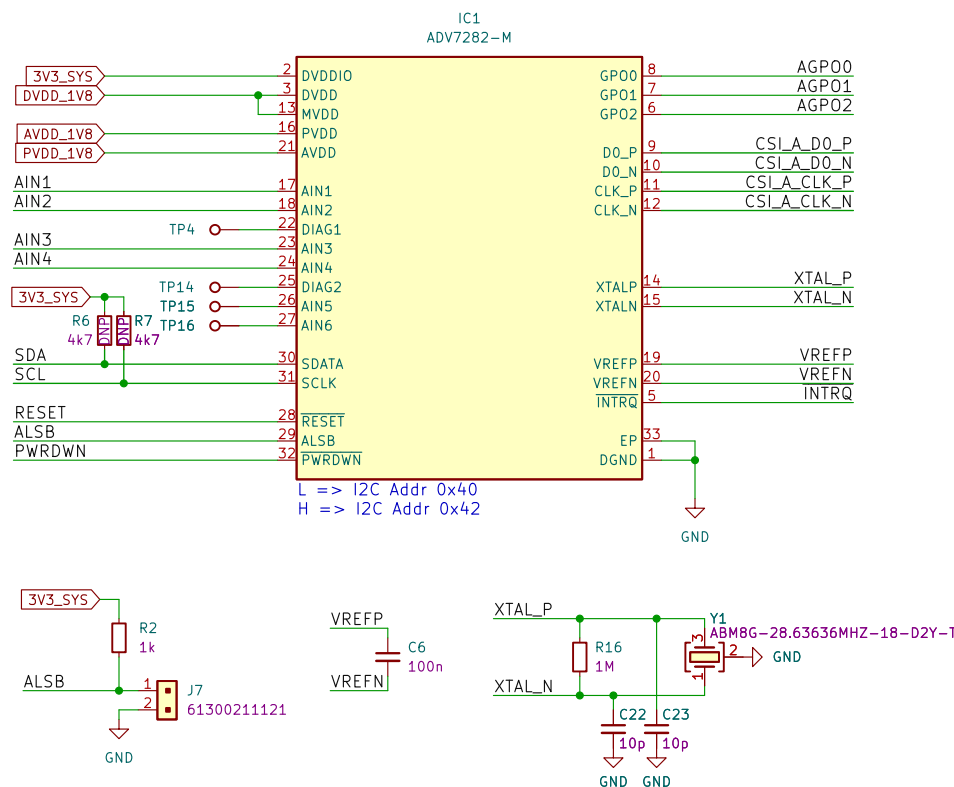 IC1
ADV7282-M
3V3_SYS 2 DVDDIO GPO0 8 AGPO0
DVDD_1V8 3 DVDD GPO1 7 AGPO1
13 MVDD GPO2 6 AGPO2
AVDD_1V8 16 PVDD
PVDD_1V8 21 AVDD D0_P 9 CSI_A_D0_P
D0_N 10 CSI_A_D0_N
AIN1 17 AIN1 CLK_P 11 CSI_A_CLK_P
AIN2 18 AIN2 CLK_N 12 CSI_A_CLK_N
TP4 22 DIAG1
AIN3 23 AIN3
AIN4 24 AIN4
TP14 25 DIAG2 XTALP 14 XTAL_P
3V3_SYS TP15 26 AIN5 XTALN 15 XTAL_N
R6 R7 TP16 27 AIN6
4k7 DNP DNP 4k7
SDA 30 SDATA VREFP 19 VREFP
SCL 31 SCLK VREFN 20 VREFN
INTRQ 5 INTRQ
RESET 28 RESET
ALSB 29 ALSB EP 33
PWRDWN 32 PWRDWN DGND 1
L => I2C Addr 0x40
H => I2C Addr 0x42
GND
3V3_SYS
R2
1k
ALSB 1 J7
2 61300211121
GND
VREFP
C6
100n
VREFN
XTAL_P Y1
ABM8G-28.63636MHZ-18-D2Y-T
R16 3 2 GND
1M 1
XTAL_N
C22 C23
10p 10p
GND GND